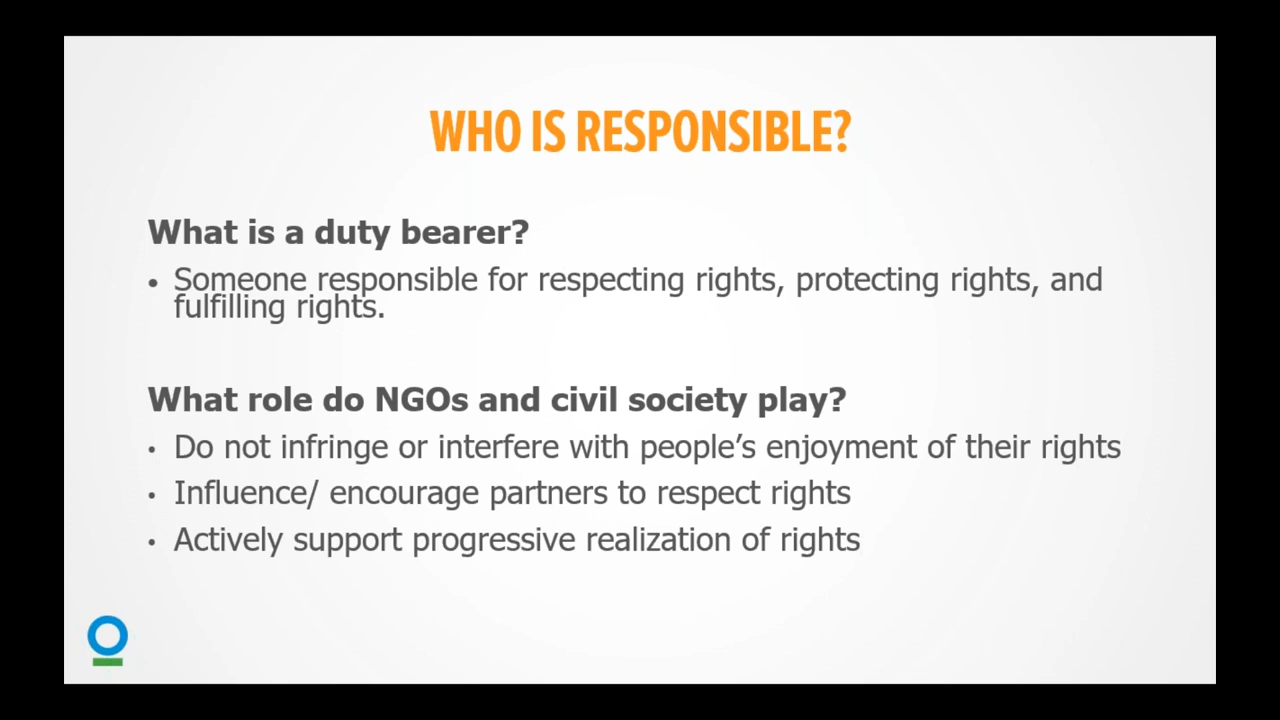 WHO IS RESPONSIBLE?
What is a duty bearer?
• Someone responsible for respecting rights, protecting rights, and
fulfilling rights.
What role do NGOs and civil society play?
• Do not infringe or interfere with people’s enjoyment of their rights
• Influence/ encourage partners to respect rights
• Actively support progressive realization of rights